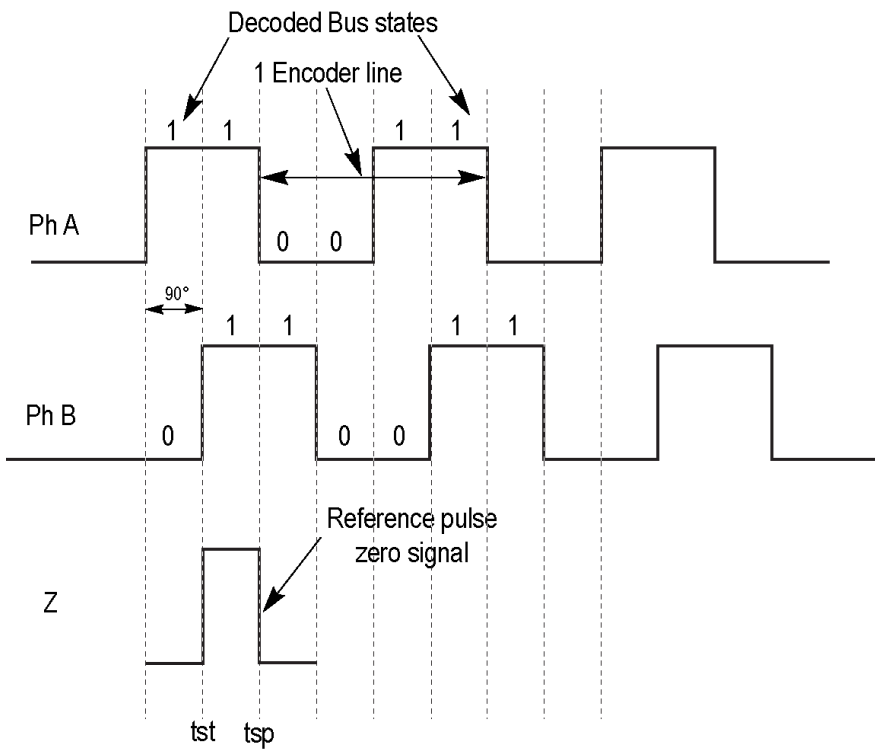 Decoded Bus states
1 Encoder line
1 1 1 1
Ph A
0 0
90°
1 1 1 1
Ph B
0 0 0
Reference pulse
zero signal
Z
tst tsp